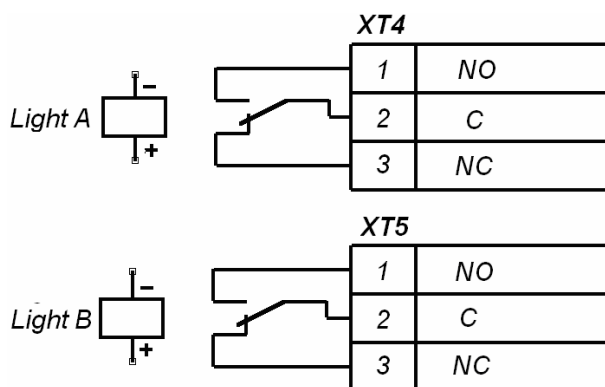 XT4
1 NO
Light A
−
+
2 C
3 NC
XT5
1 NO
Light B
−
+
2 C
3 NC